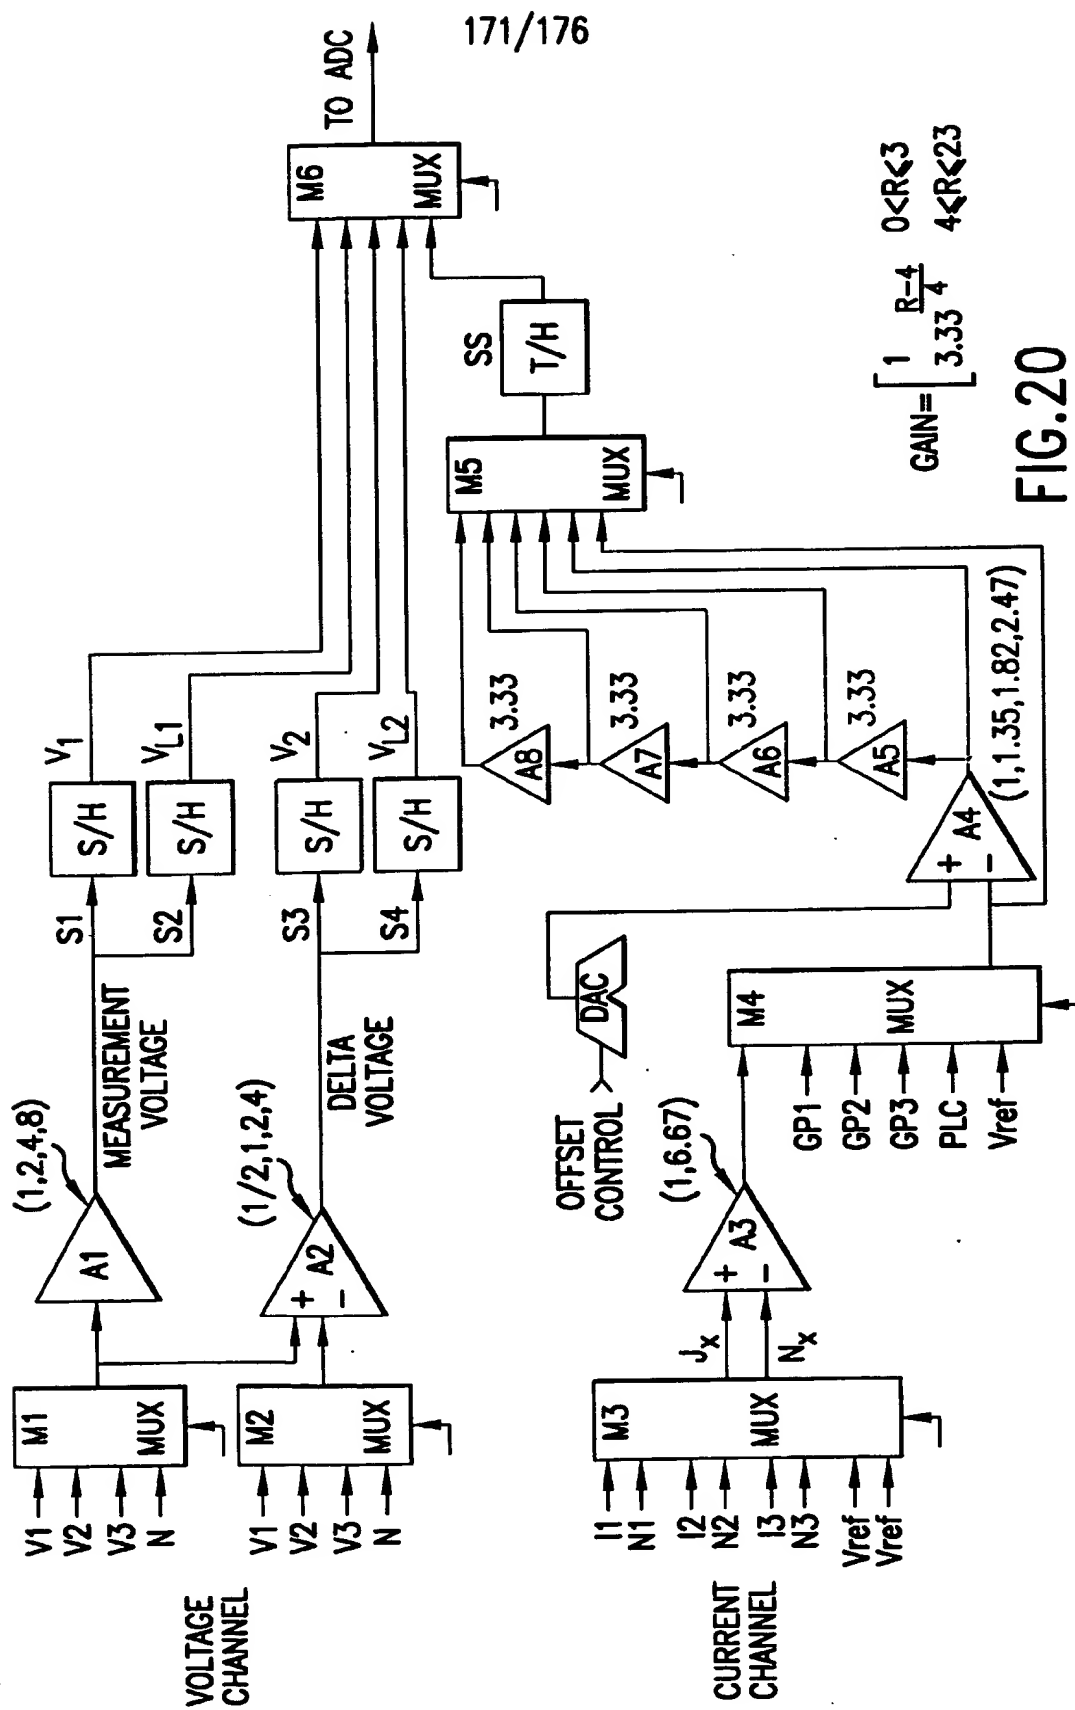 171/176
VOLTAGE
CHANNEL
V1
V2
V3
N
M1
MUX
A1
(1,2,4,8)
MEASUREMENT
VOLTAGE
S1
S2
S/H
S/H
V1
VL1
V1
V2
V3
N
M2
MUX
+
−
A2
(1/2,1,2,4)
DELTA
VOLTAGE
S3
S4
S/H
S/H
V2
VL2
M6
MUX
TO ADC
CURRENT
CHANNEL
I1
N1
I2
N2
I3
N3
Vref
Vref
M3
MUX
Jx
Nx
+
−
A3
(1,6.67)
OFFSET
CONTROL
DAC
GP1
GP2
GP3
PLC
Vref
M4
MUX
+
−
A4
(1,1.35,1.82,2.47)
A5
3.33
A6
3.33
A7
3.33
A8
3.33
M5
MUX
SS
T/H
GAIN=[ 1 0<R≤3
3.33 R−4/4 4≤R≤23 ]
FIG.20